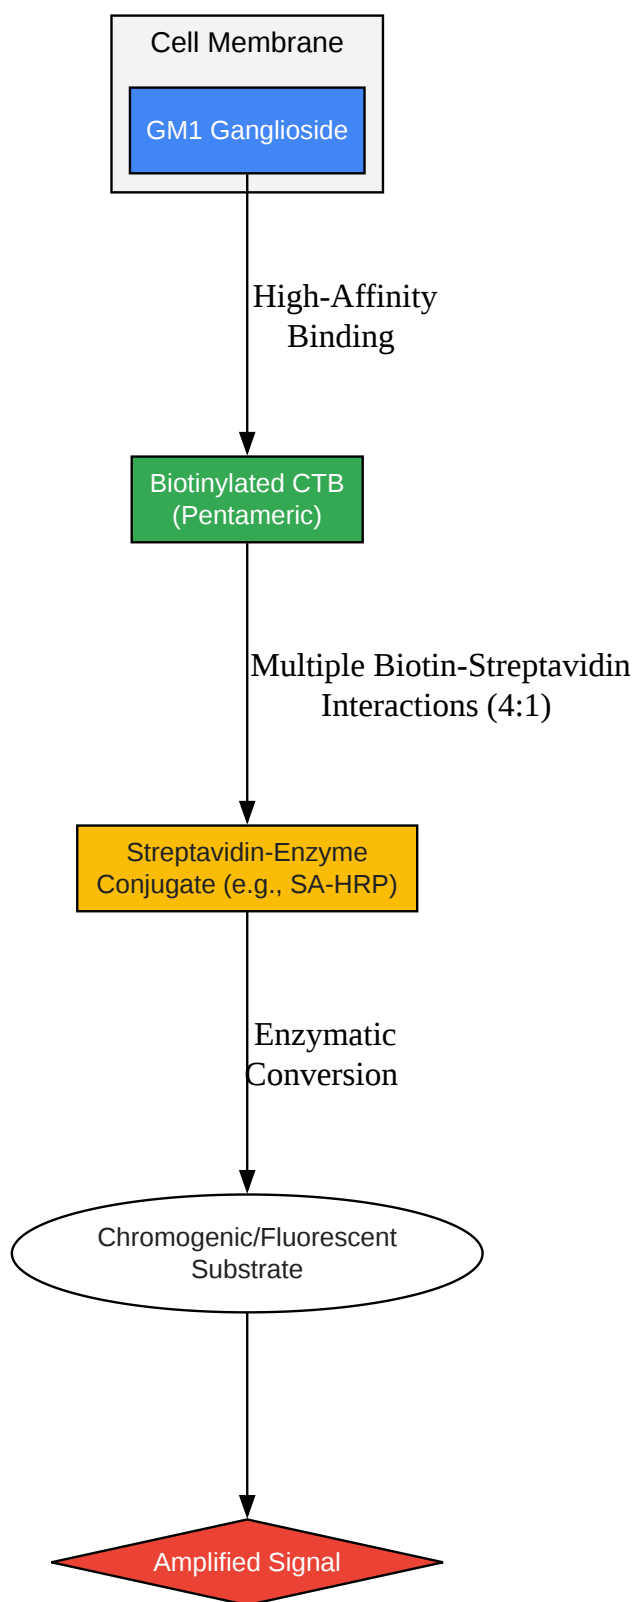 Cell Membrane
GM1 Ganglioside
High-Affinity
Binding
Biotinylated CTB
(Pentameric)
Multiple Biotin-Streptavidin
Interactions (4:1)
Streptavidin-Enzyme
Conjugate (e.g., SA-HRP)
Enzymatic
Conversion
Chromogenic/Fluorescent
Substrate
Amplified Signal